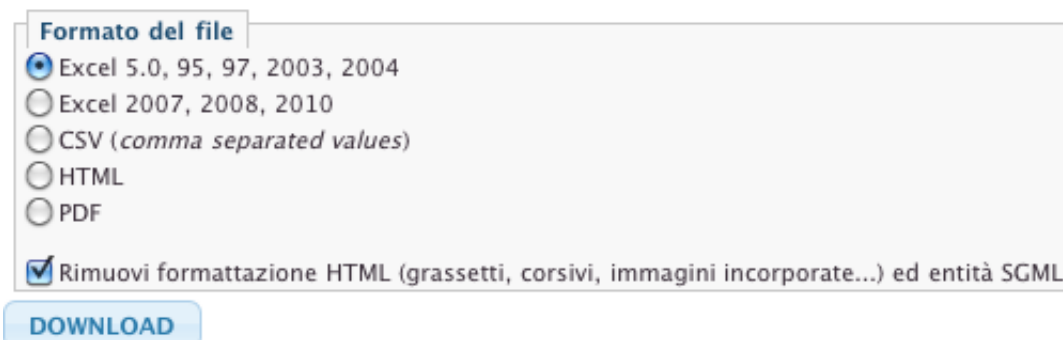 Formato del file
Excel 5.0, 95, 97, 2003, 2004
Excel 2007, 2008, 2010
CSV (comma separated values)
HTML
PDF
Rimuovi formattazione HTML (grassetti, corsivi, immagini incorporate...) ed entità SGML
DOWNLOAD